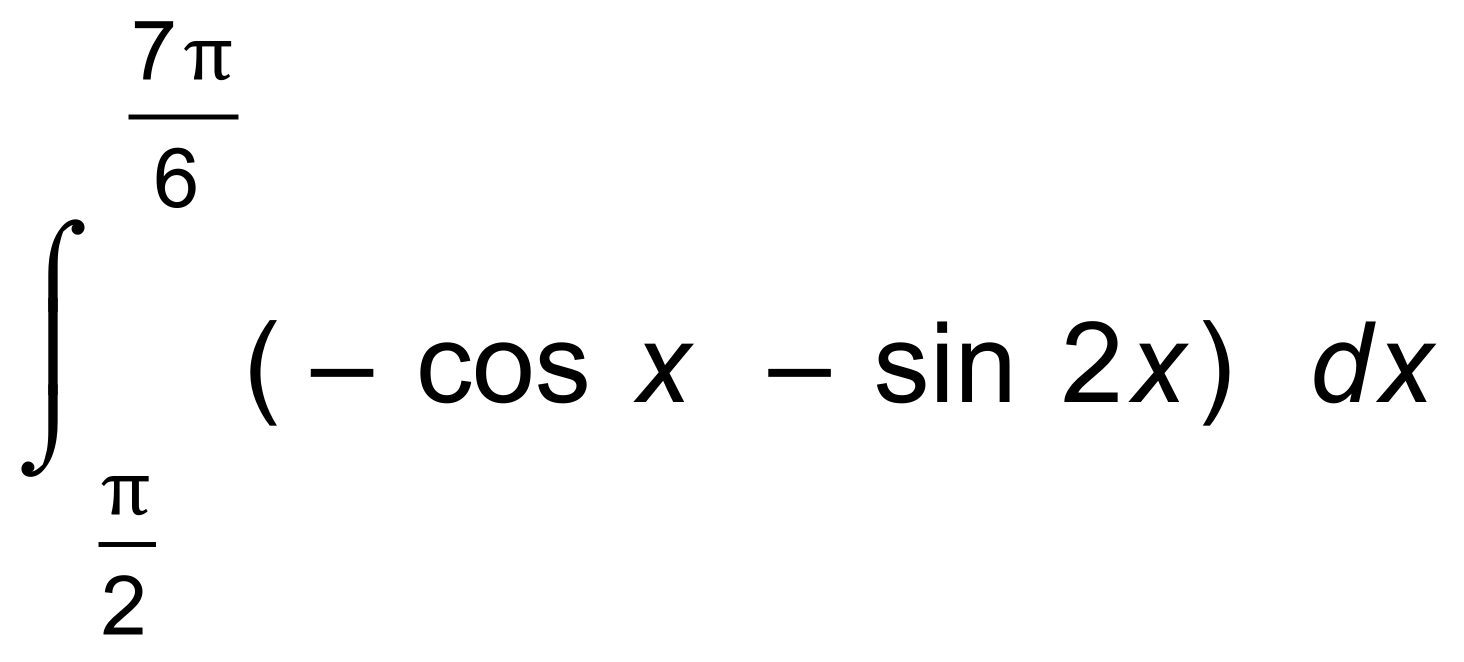 ∫_{π/2}^{7π/6} (– cos x – sin 2x) dx